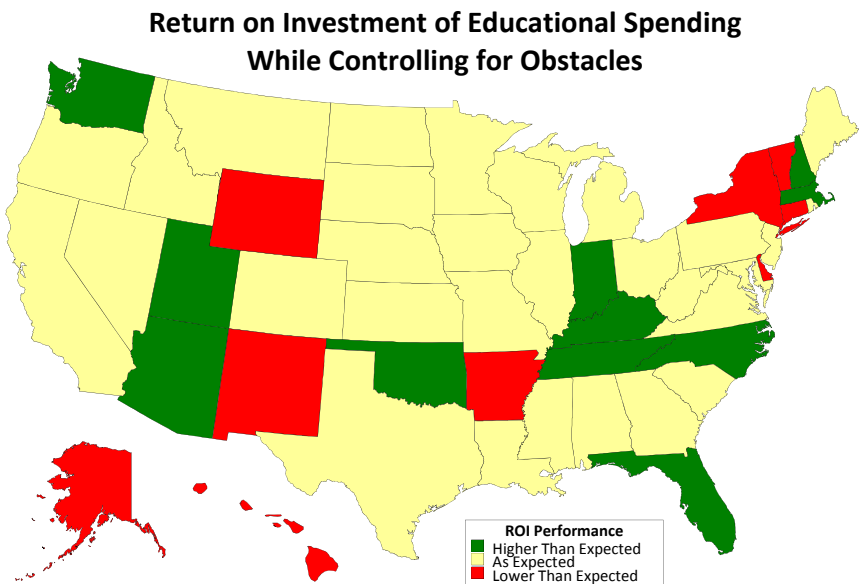 Return on Investment of Educational Spending
While Controlling for Obstacles
ROI Performance
Higher Than Expected
As Expected
Lower Than Expected